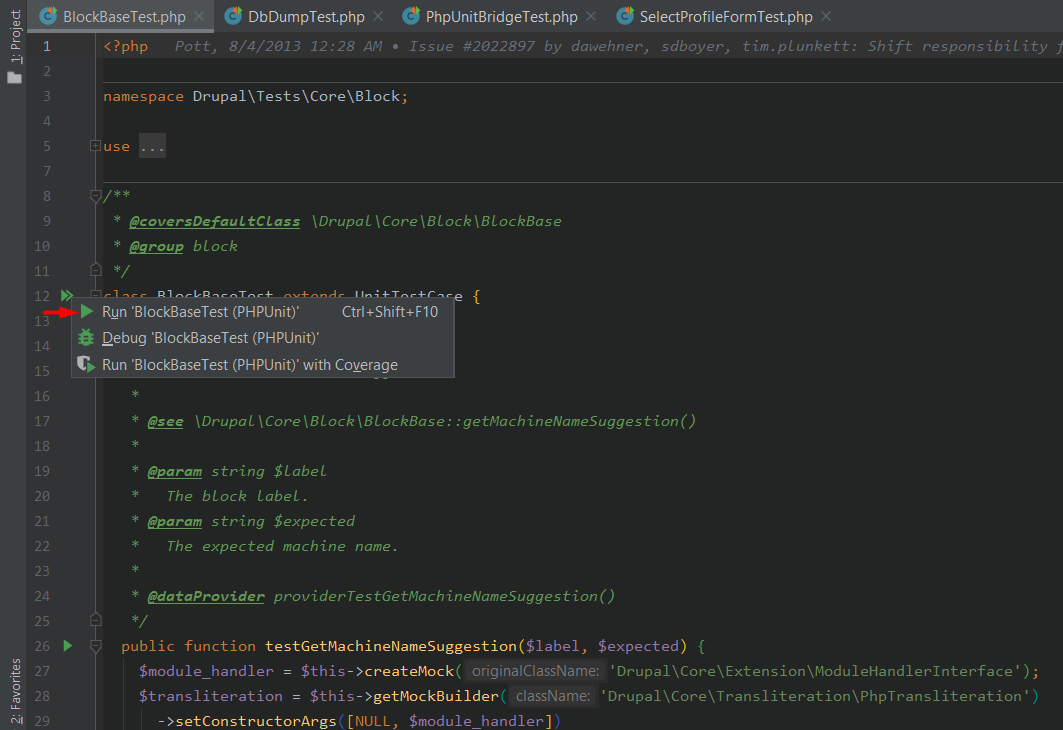 1: Project
BlockBaseTest.php DbDumpTest.php PhpUnitBridgeTest.php SelectProfileFormTest.php
1 <?php Pott, 8/4/2013 12:28 AM • Issue #2022897 by dawehner, sdboyer, tim.plunkett: Shift responsibility
2
3 namespace Drupal\Tests\Core\Block;
4
5 use ...
7
8 /**
9 * @coversDefaultClass \Drupal\Core\Block\BlockBase
10 * @group block
11 */
12 class BlockBaseTest extends UnitTestCase {
13 Run 'BlockBaseTest (PHPUnit)' Ctrl+Shift+F10
14 Debug 'BlockBaseTest (PHPUnit)'
15 Run 'BlockBaseTest (PHPUnit)' with Coverage
16 *
17 * @see \Drupal\Core\Block\BlockBase::getMachineNameSuggestion()
18 *
19 * @param string $label
20 * The block label.
21 * @param string $expected
22 * The expected machine name.
23 *
24 * @dataProvider providerTestGetMachineNameSuggestion()
25 */
26 public function testGetMachineNameSuggestion($label, $expected) {
27 $module_handler = $this->createMock( originalClassName: 'Drupal\Core\Extension\ModuleHandlerInterface');
28 $transliteration = $this->getMockBuilder( className: 'Drupal\Core\Transliteration\PhpTransliteration')
29 ->setConstructorArgs([NULL, $module_handler])
2: Favorites